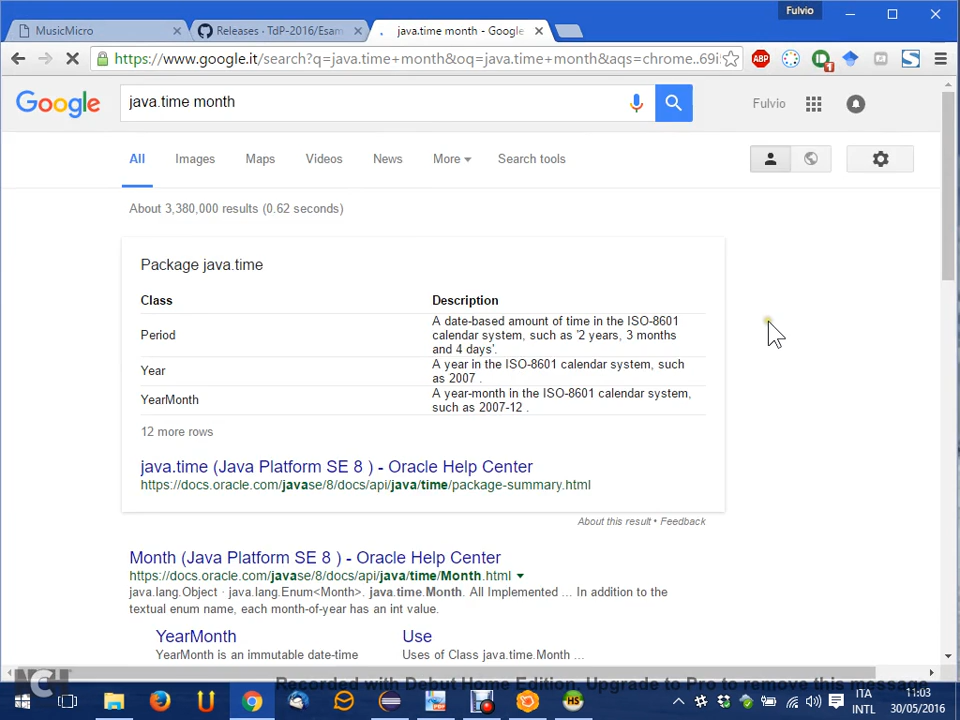 Fulvio
MusicMicro
Releases · TdP-2016/Esam
java.time month - Google
https://www.google.it/search?q=java.time+month&oq=java.time+month&aqs=chrome..69i
ABP
1
Google
java.time month
Fulvio
All
Images
Maps
Videos
News
More
Search tools
About 3,380,000 results (0.62 seconds)
Package java.time
Class
Description
Period
A date-based amount of time in the ISO-8601
calendar system, such as '2 years, 3 months
and 4 days'.
Year
A year in the ISO-8601 calendar system, such
as 2007 .
YearMonth
A year-month in the ISO-8601 calendar system,
such as 2007-12 .
12 more rows
java.time (Java Platform SE 8 ) - Oracle Help Center
https://docs.oracle.com/javase/8/docs/api/java/time/package-summary.html
About this result • Feedback
Month (Java Platform SE 8 ) - Oracle Help Center
https://docs.oracle.com/javase/8/docs/api/java/time/Month.html
java.lang.Object · java.lang.Enum<Month>. java.time.Month. All Implemented ... In addition to the
textual enum name, each month-of-year has an int value.
YearMonth
Use
YearMonth is an immutable date-time
Uses of Class java.time.Month ...
NCH
Recorded with Debut Home Edition. Upgrade to Pro to remove this message
HS
ITA
INTL
11:03
30/05/2016